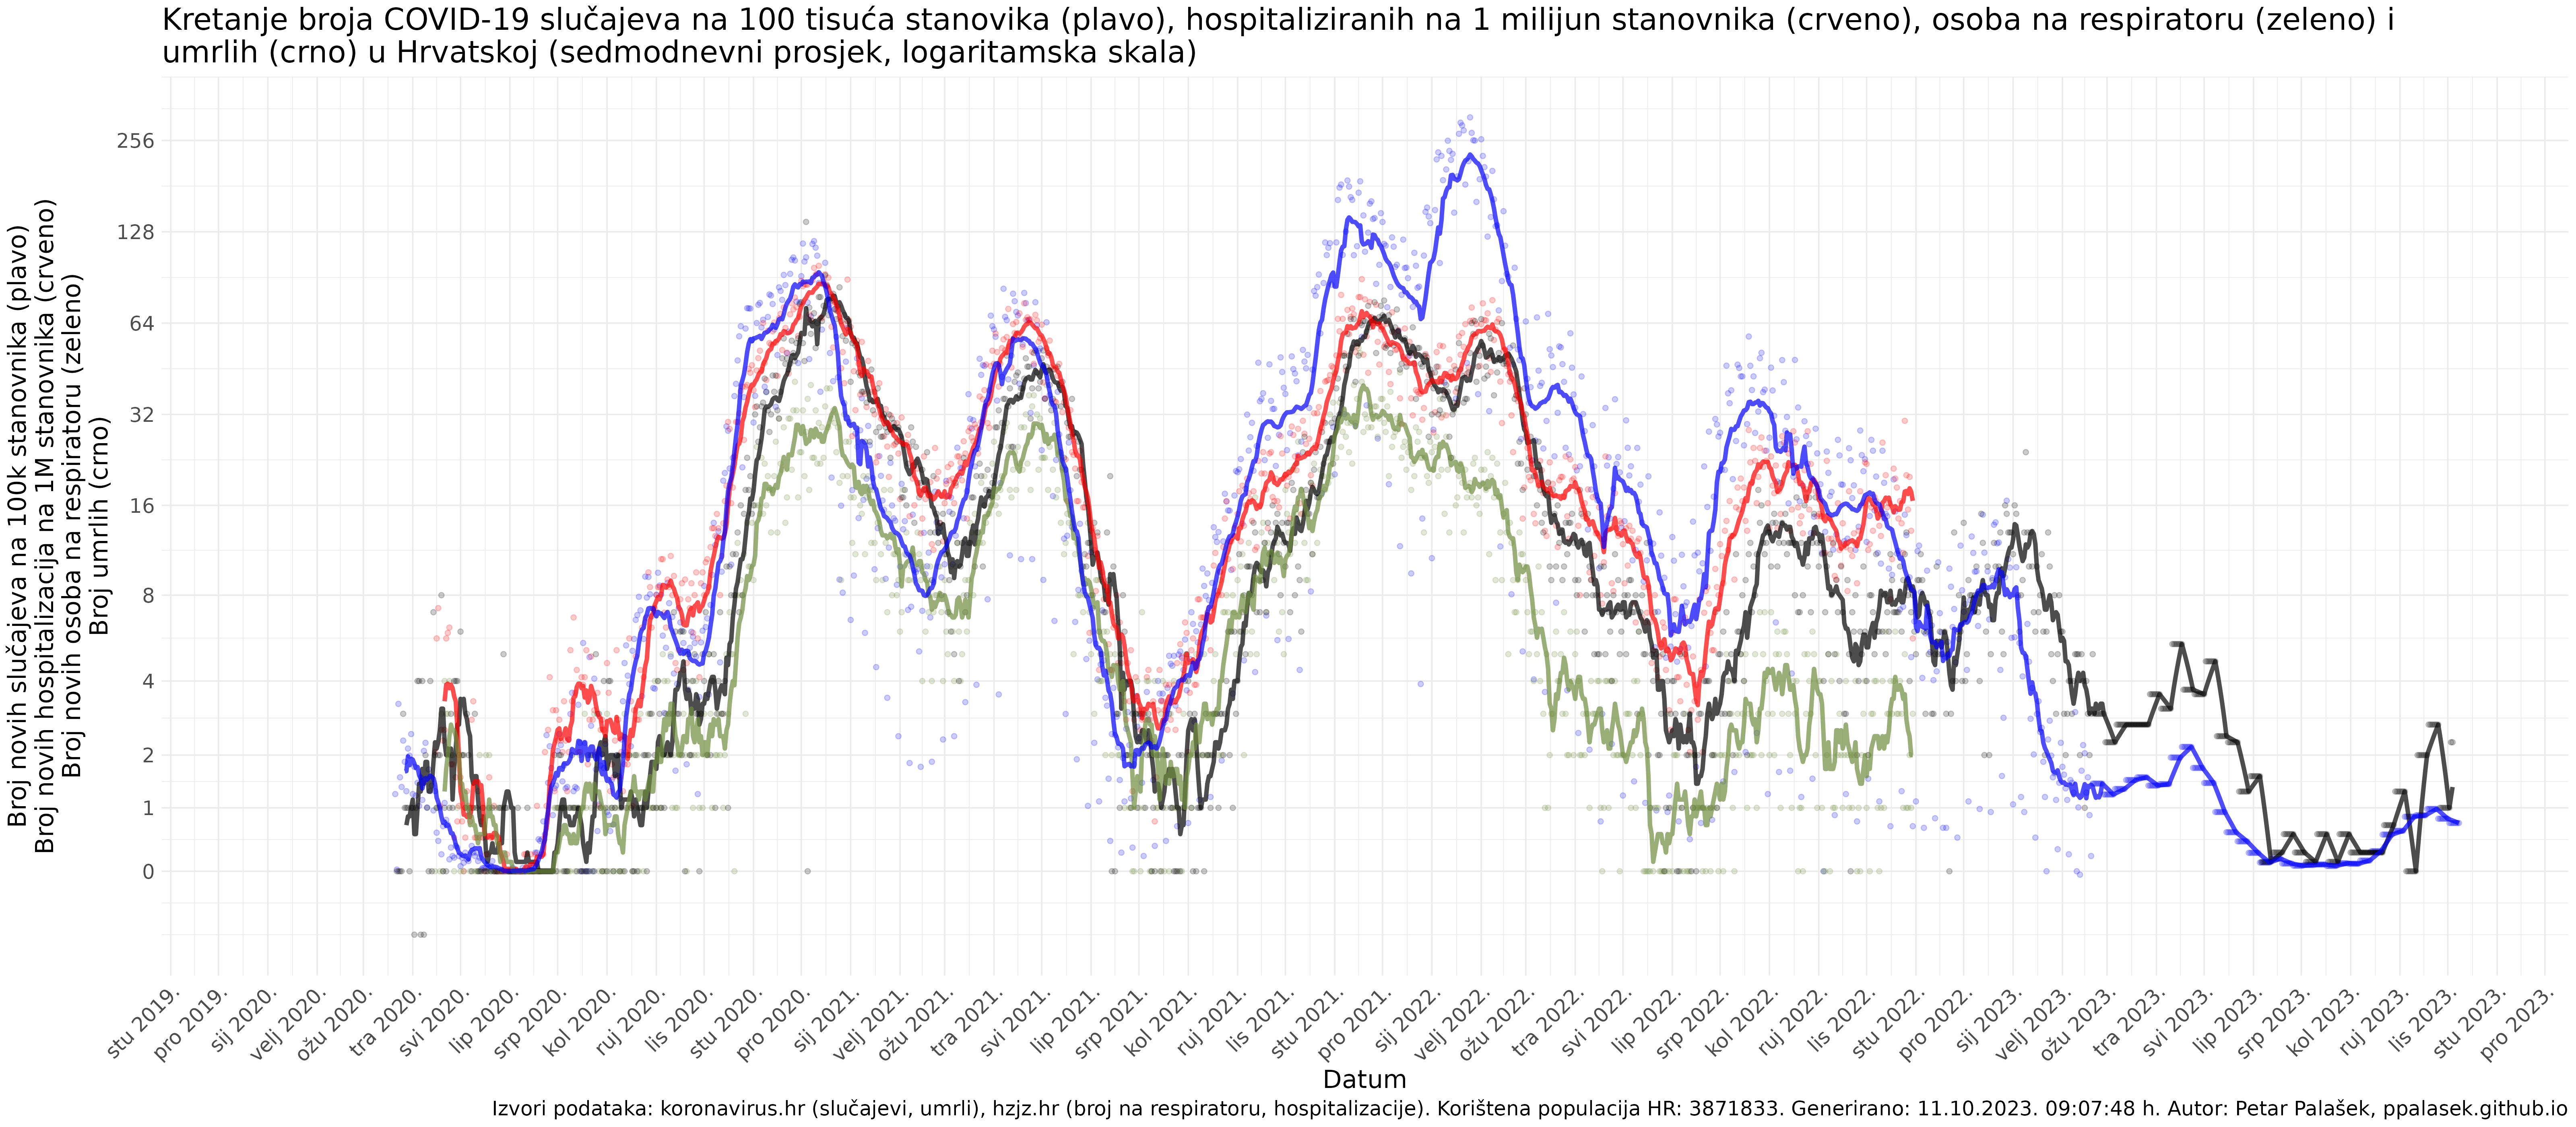 Kretanje broja COVID-19 slučajeva na 100 tisuća stanovika (plavo), hospitaliziranih na 1 milijun stanovnika (crveno), osoba na respiratoru (zeleno) i
umrlih (crno) u Hrvatskoj (sedmodnevni prosjek, logaritamska skala)
Broj novih slučajeva na 100k stanovnika (plavo)
Broj novih hospitalizacija na 1M stanovnika (crveno)
Broj novih osoba na respiratoru (zeleno)
Broj umrlih (crno)
256
128
64
32
16
8
4
2
1
0
stu 2019.
pro 2019.
sij 2020.
velj 2020.
ožu 2020.
tra 2020.
svi 2020.
lip 2020.
srp 2020.
kol 2020.
ruj 2020.
lis 2020.
stu 2020.
pro 2020.
sij 2021.
velj 2021.
ožu 2021.
tra 2021.
svi 2021.
lip 2021.
srp 2021.
kol 2021.
ruj 2021.
lis 2021.
stu 2021.
pro 2021.
sij 2022.
velj 2022.
ožu 2022.
tra 2022.
svi 2022.
lip 2022.
srp 2022.
kol 2022.
ruj 2022.
lis 2022.
stu 2022.
pro 2022.
sij 2023.
velj 2023.
ožu 2023.
tra 2023.
svi 2023.
lip 2023.
srp 2023.
kol 2023.
ruj 2023.
lis 2023.
stu 2023.
pro 2023.
Datum
Izvori podataka: koronavirus.hr (slučajevi, umrli), hzjz.hr (broj na respiratoru, hospitalizacije). Korištena populacija HR: 3871833. Generirano: 11.10.2023. 09:07:48 h. Autor: Petar Palašek, ppalasek.github.io